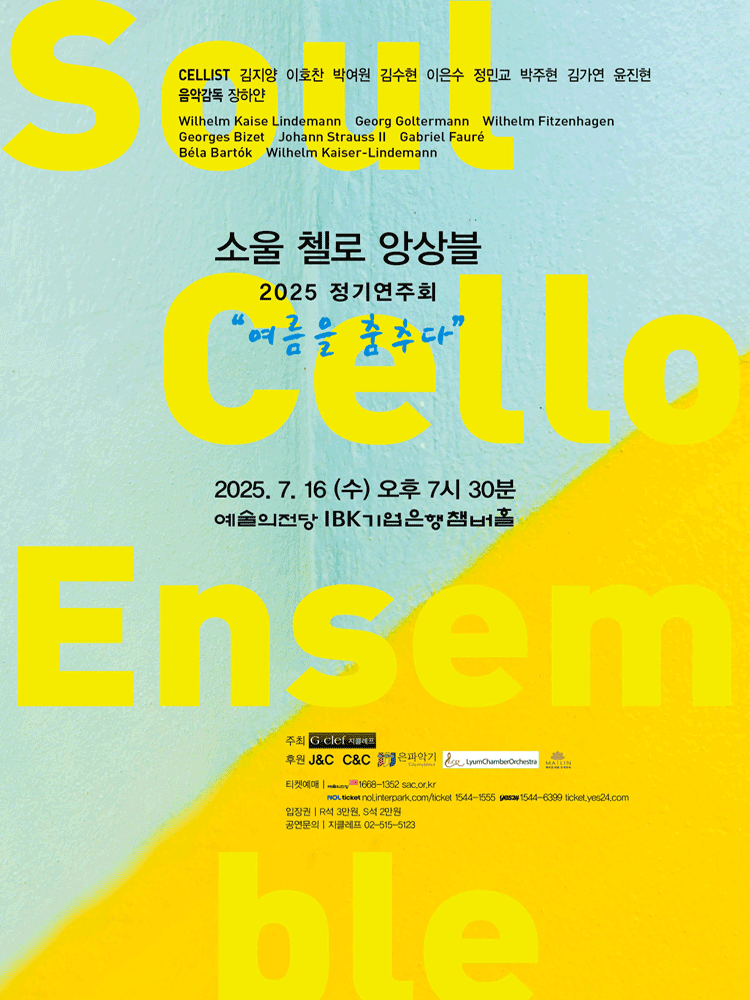 Soul
CELLIST 김지양 이호찬 박여원 김수현 이은수 정민교 박주현 김가연 윤진현
음악감독 장하얀
Wilhelm Kaise Lindemann Georg Goltermann Wilhelm Fitzenhagen
Georges Bizet Johann Strauss II Gabriel Fauré
Béla Bartók Wilhelm Kaiser-Lindemann
소울 첼로 앙상블
2025 정기연주회
Cello
“여름을 춤추다”
2025. 7. 16 (수) 오후 7시 30분
예술의전당 IBK기업은행챔버홀
Ensem
주최 G·clef 지클레프
후원 J&C C&C 은파악기 LyumChamberOrchestra MAILIN
티켓예매 | 1668-1352 sac.or.kr
NOL ticket nol.interpark.com/ticket 1544-1555 yes24 1544-6399 ticket.yes24.com
입장권 | R석 3만원, S석 2만원
공연문의 | 지클레프 02-515-5123
ble